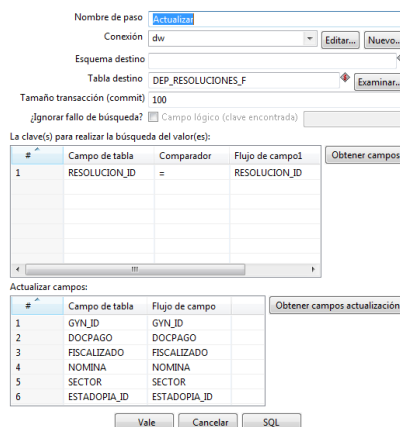 Nombre de paso Actualizar
Conexión dw Editar... Nuevo...
Esquema destino
Tabla destino DEP_RESOLUCIONES_F Examinar...
Tamaño transacción (commit) 100
¿Ignorar fallo de búsqueda? Campo lógico (clave encontrada)
La clave(s) para realizar la búsqueda del valor(es):
# Campo de tabla Comparador Flujo de campo1 Obtener campos
1 RESOLUCION_ID = RESOLUCION_ID
Actualizar campos:
# Campo de tabla Flujo de campo Obtener campos actualización
1 GYN_ID GYN_ID
2 DOCPAGO DOCPAGO
3 FISCALIZADO FISCALIZADO
4 NOMINA NOMINA
5 SECTOR SECTOR
6 ESTADOPIA_ID ESTADOPIA_ID
Vale Cancelar SQL